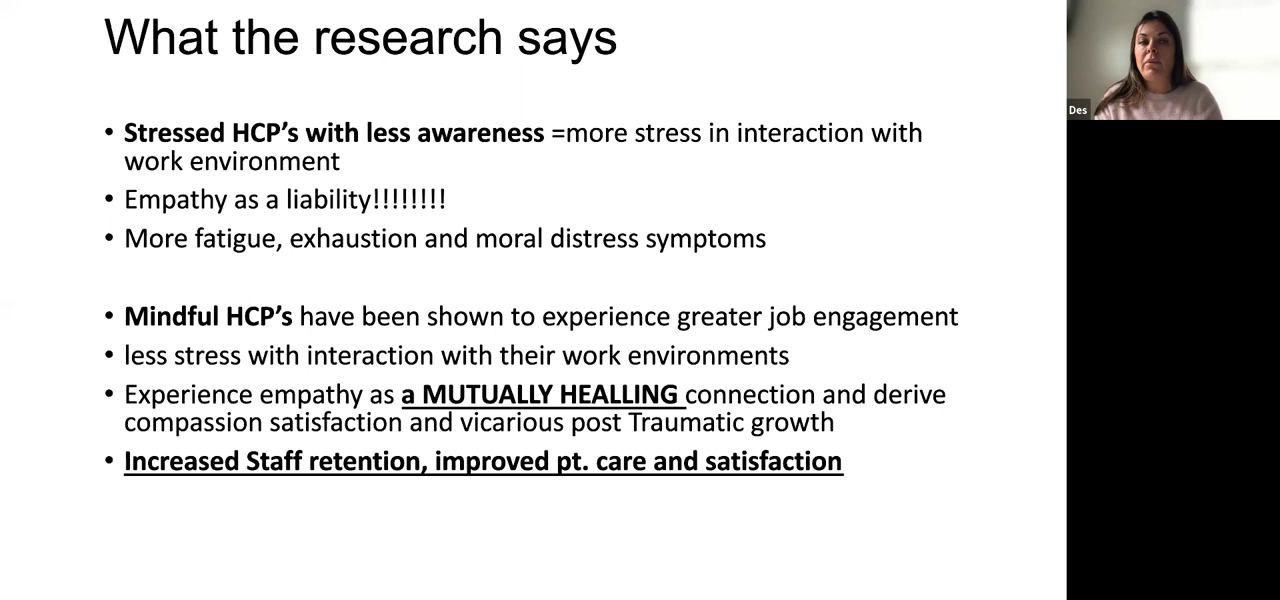 What the research says
• Stressed HCP’s with less awareness =more stress in interaction with
work environment
• Empathy as a liability!!!!!!!!
• More fatigue, exhaustion and moral distress symptoms
• Mindful HCP’s have been shown to experience greater job engagement
• less stress with interaction with their work environments
• Experience empathy as a MUTUALLY HEALLING connection and derive
compassion satisfaction and vicarious post Traumatic growth
• Increased Staff retention, improved pt. care and satisfaction
Des